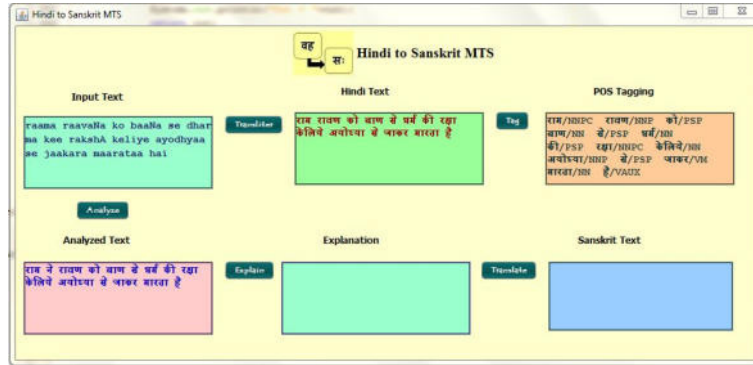 Hindi to Sanskrit MTS
वह
सः
Hindi to Sanskrit MTS
Input Text
Hindi Text
POS Tagging
raama raavaNa ko baaNa se dhar
ma kee rakshA keliye ayodhyaa
se jaakara maarataa hai
Transliter
राम रावण को बाण से धर्म की रक्षा
केलिये अयोध्या से जाकर मारता है
Tag
राम/NNPC रावण/NNP को/PSP
बाण/NN से/PSP धर्म/NN
की/PSP रक्षा/NNPC केलिये/NN
अयोध्या/NNP से/PSP जाकर/VM
मारता/NN है/VAUX
Analyze
Analyzed Text
Explanation
Sanskrit Text
राम ने रावण को बाण से धर्म की रक्षा
केलिये अयोध्या से जाकर मारता है
Explain
Translate